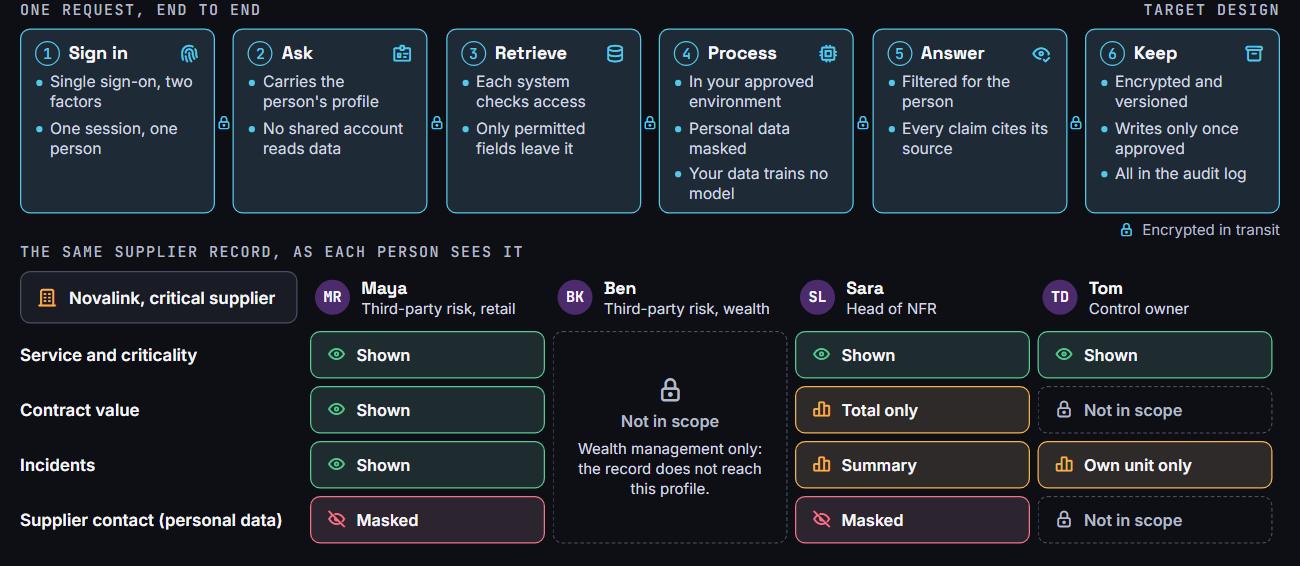 ONE REQUEST, END TO END
TARGET DESIGN
1 Sign in
Single sign-on, two
factors
One session, one
person
2 Ask
Carries the
person's profile
No shared account
reads data
3 Retrieve
Each system
checks access
Only permitted
fields leave it
4 Process
In your approved
environment
Personal data
masked
Your data trains no
model
5 Answer
Filtered for the
person
Every claim cites its
source
6 Keep
Encrypted and
versioned
Writes only once
approved
All in the audit log
Encrypted in transit
THE SAME SUPPLIER RECORD, AS EACH PERSON SEES IT
Novalink, critical supplier
MR
Maya
Third-party risk, retail
BK
Ben
Third-party risk, wealth
SL
Sara
Head of NFR
TD
Tom
Control owner
Service and criticality
Shown
Shown
Shown
Contract value
Shown
Total only
Not in scope
Not in scope
Wealth management only:
the record does not reach
this profile.
Incidents
Shown
Summary
Own unit only
Supplier contact (personal data)
Masked
Masked
Not in scope